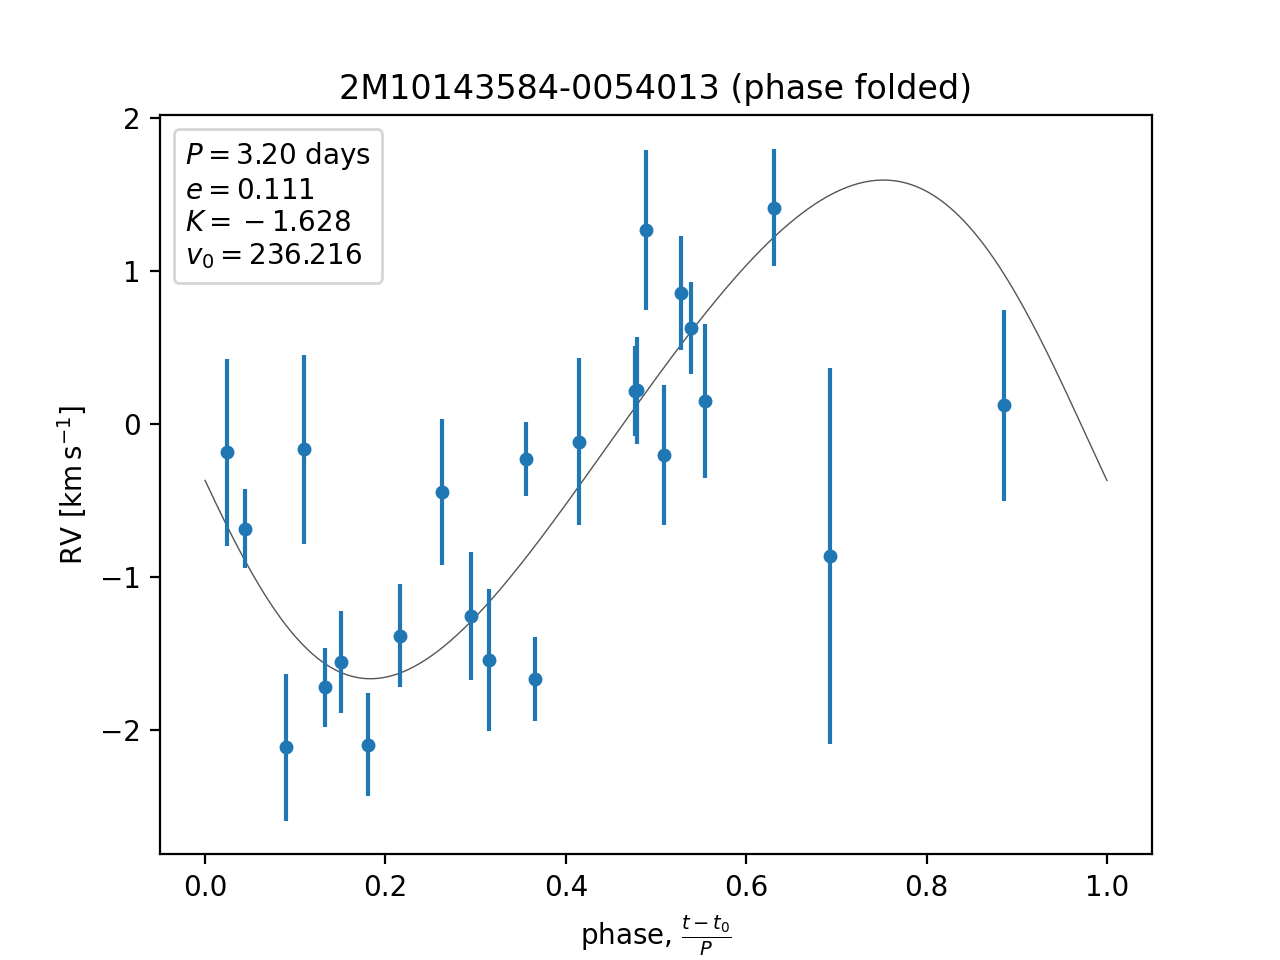 2M10143584-0054013 (phase folded)
P = 3.20 days
e = 0.111
K = −1.628
v₀ = 236.216
2
1
0
−1
−2
RV [km s⁻¹]
0.0 0.2 0.4 0.6 0.8 1.0
phase, (t − t₀)/P